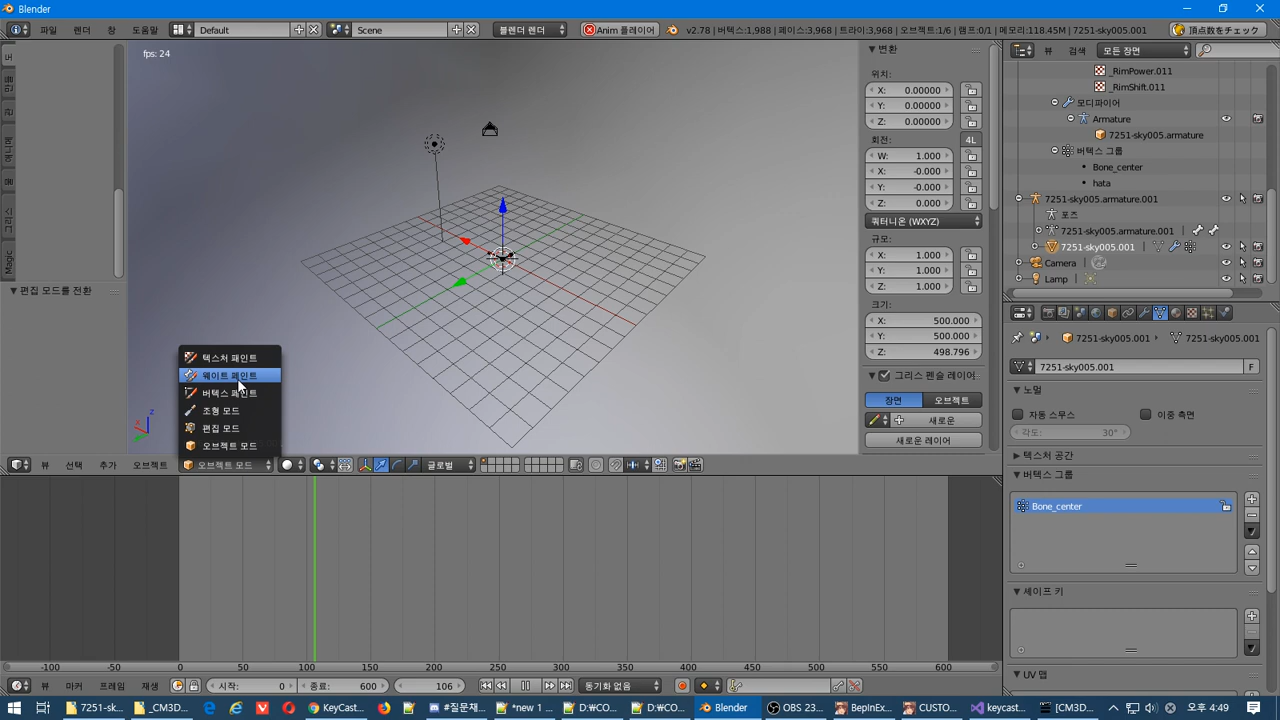 Blender
파일
렌더
창
도움말
Default
Scene
블렌더 렌더
Anim 플레이어
v2.78 | 버텍스:1,988 | 페이스:3,968 | 트라이:3,968 | 오브젝트:1/6 | 램프:0/1 | 메모리:118.45M | 7251-sky005.001
頂点数をチェック
fps: 24
관
애니메
물
그리스
Magic
편집 모드를 전환
텍스처 페인트
웨이트 페인트
버텍스 페인트
조형 모드
편집 모드
오브젝트 모드
뷰
선택
추가
오브젝트
오브젝트 모드
글로벌
변환
위치:
X: 0.00000
Y: 0.00000
Z: 0.00000
회전:
4L
W: 1.000
X: -0.000
Y: -0.000
Z: 0.000
쿼터니온 (WXYZ)
규모:
X: 1.000
Y: 1.000
Z: 1.000
크기:
X: 500.000
Y: 500.000
Z: 498.796
그리스 펜슬 레이어
장면
오브젝트
새로운
새로운 레이어
뷰
검색
모든 장면
_RimPower.011
_RimShift.011
모디파이어
Armature
7251-sky005.armature
버텍스 그룹
Bone_center
hata
7251-sky005.armature.001
포즈
7251-sky005.armature.001
7251-sky005.001
Camera
Lamp
7251-sky005.001
7251-sky005.001
7251-sky005.001
F
노멀
자동 스무스
이중 측면
각도: 30°
텍스처 공간
버텍스 그룹
Bone_center
셰이프 키
UV 맵
-100 -50 0 50 100 150 200 250 300 350 400 450 500 550 600
뷰
마커
프레임
재생
시작: 0
종료: 600
106
동기화 없음
7251-sk...
_CM3D...
KeyCast...
#질문채...
*new 1 ...
D:₩CO...
D:₩CO...
Blender
OBS 23...
BepInEx...
CUSTO...
keycast...
[CM3D...
오후 4:49